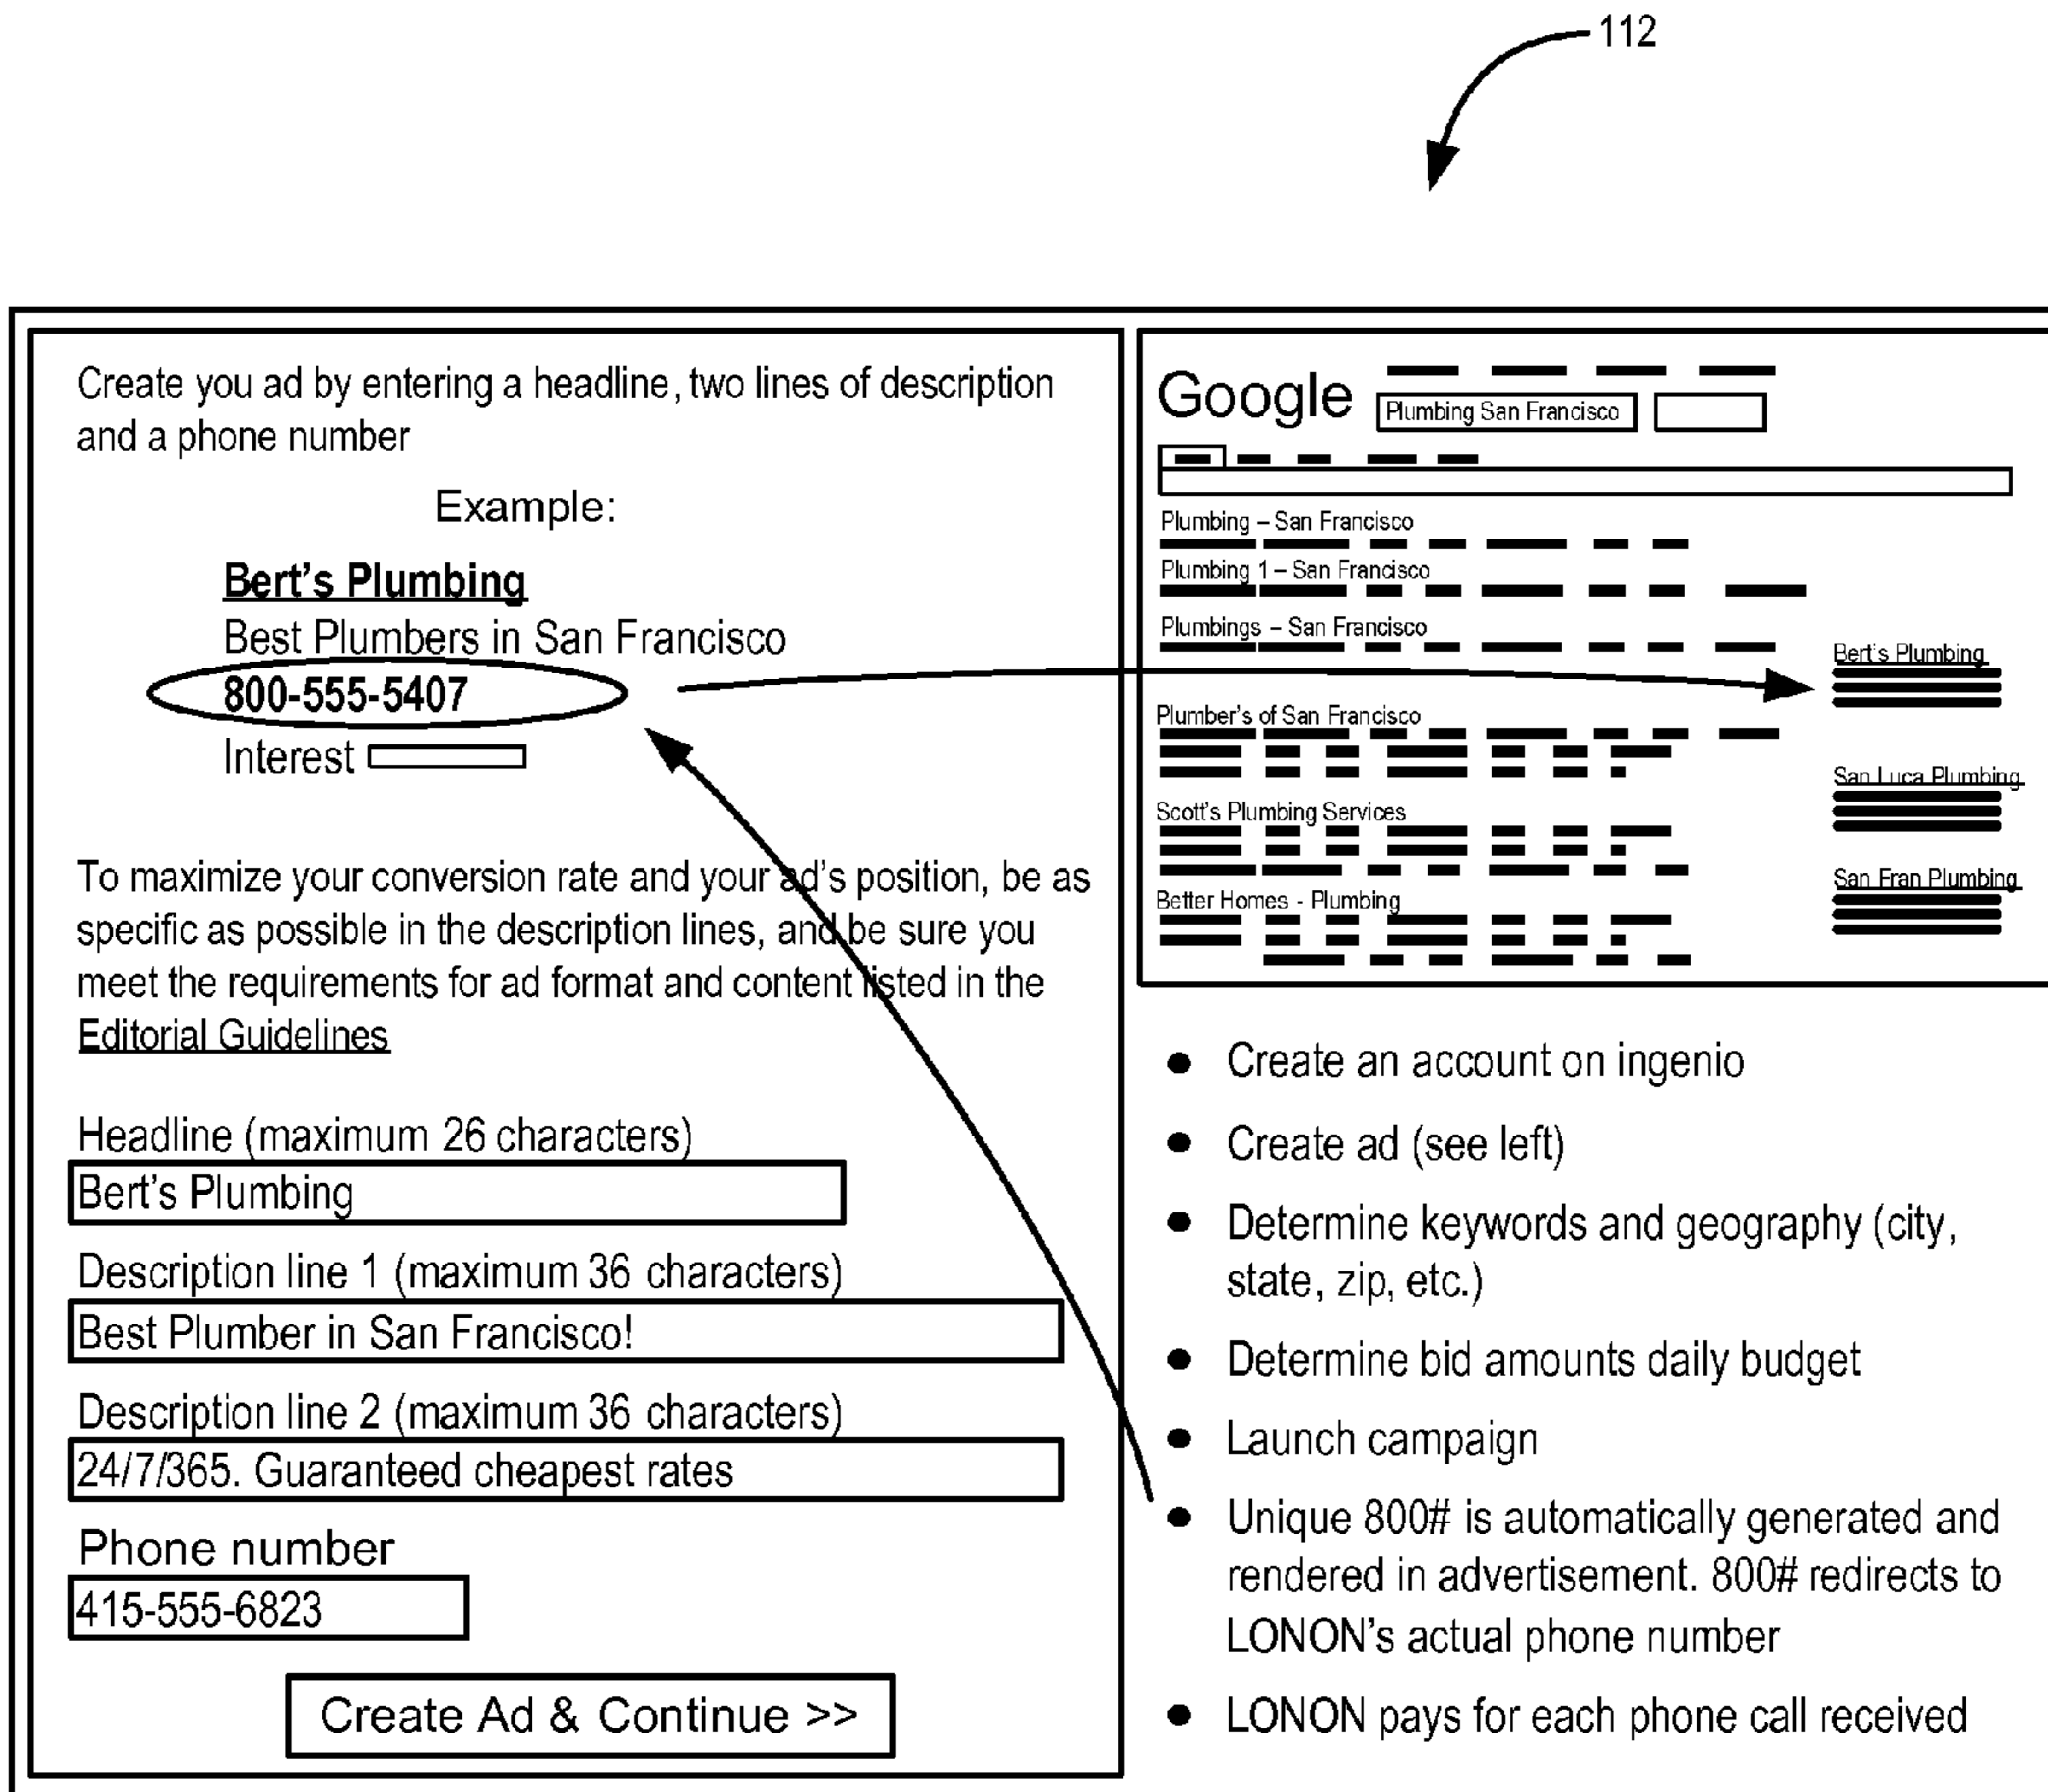 112
Create you ad by entering a headline, two lines of description
and a phone number
Example:
Bert's Plumbing
Best Plumbers in San Francisco
800-555-5407
Interest
To maximize your conversion rate and your ad's position, be as
specific as possible in the description lines, and be sure you
meet the requirements for ad format and content listed in the
Editorial Guidelines
Headline (maximum 26 characters)
Bert's Plumbing
Description line 1 (maximum 36 characters)
Best Plumber in San Francisco!
Description line 2 (maximum 36 characters)
24/7/365. Guaranteed cheapest rates
Phone number
415-555-6823
Create Ad & Continue >>
Google
Plumbing San Francisco
Plumbing – San Francisco
Plumbing 1 – San Francisco
Plumbings – San Francisco
Plumber's of San Francisco
Scott's Plumbing Services
Better Homes - Plumbing
Bert's Plumbing
San Luca Plumbing
San Fran Plumbing
• Create an account on ingenio
• Create ad (see left)
• Determine keywords and geography (city,
state, zip, etc.)
• Determine bid amounts daily budget
• Launch campaign
• Unique 800# is automatically generated and
rendered in advertisement. 800# redirects to
LONON's actual phone number
• LONON pays for each phone call received